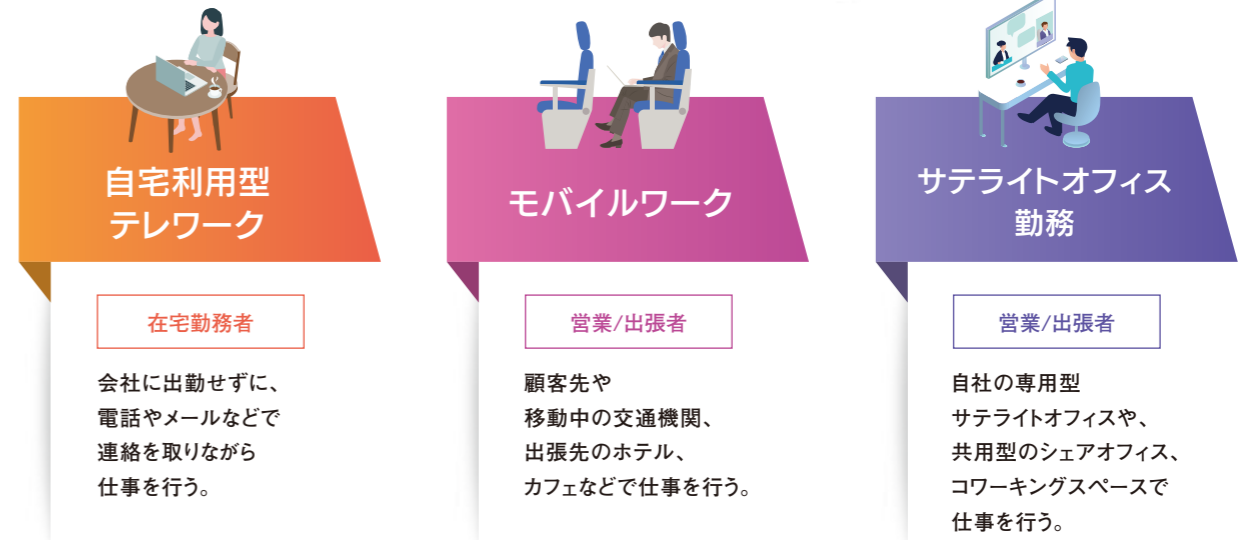 自宅利用型
テレワーク
在宅勤務者
会社に出勤せずに、
電話やメールなどで
連絡を取りながら
仕事を行う。
モバイルワーク
営業/出張者
顧客先や
移動中の交通機関、
出張先のホテル、
カフェなどで仕事を行う。
サテライトオフィス
勤務
営業/出張者
自社の専用型
サテライトオフィスや、
共用型のシェアオフィス、
コワーキングスペースで
仕事を行う。